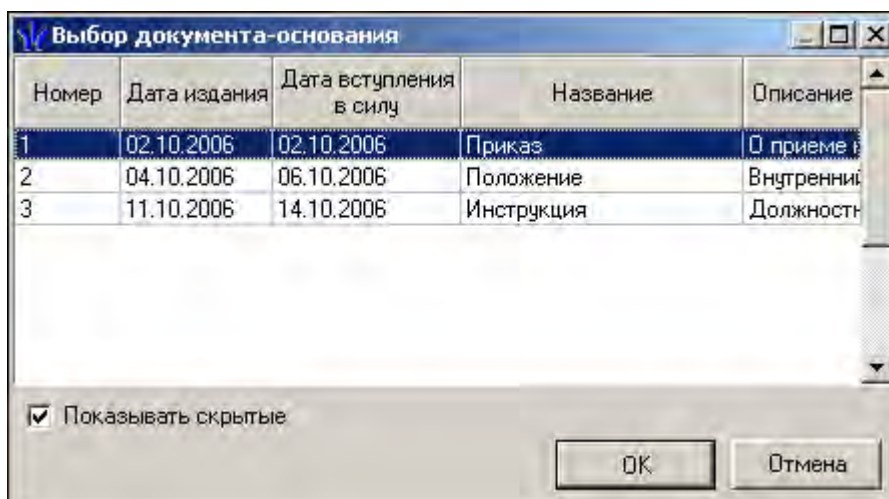 Выбор документа-основания
Номер Дата издания Дата вступления в силу Название Описание
1 02.10.2006 02.10.2006 Приказ О приеме
2 04.10.2006 06.10.2006 Положение Внутренний
3 11.10.2006 14.10.2006 Инструкция Должностн
Показывать скрытые
OK Отмена